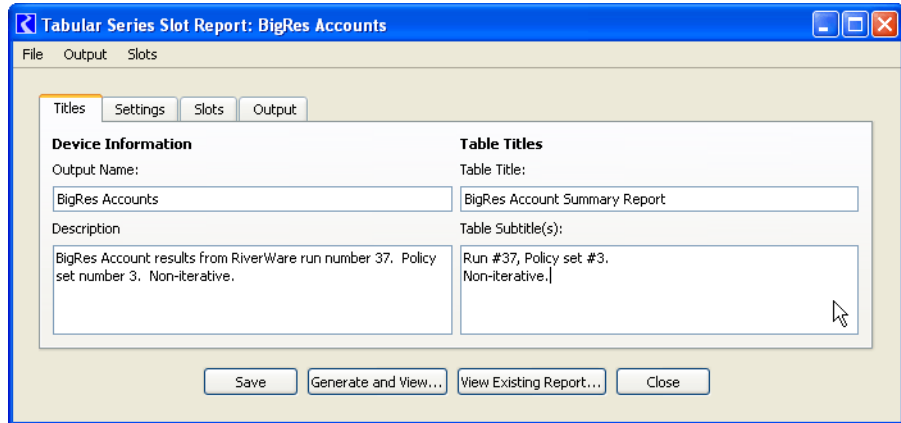 Tabular Series Slot Report: BigRes Accounts
File Output Slots
Titles Settings Slots Output
Device Information
Output Name:
BigRes Accounts
Description
BigRes Account results from RiverWare run number 37. Policy
set number 3. Non-iterative.
Table Titles
Table Title:
BigRes Account Summary Report
Table Subtitle(s):
Run #37, Policy set #3.
Non-iterative.
Save Generate and View... View Existing Report... Close